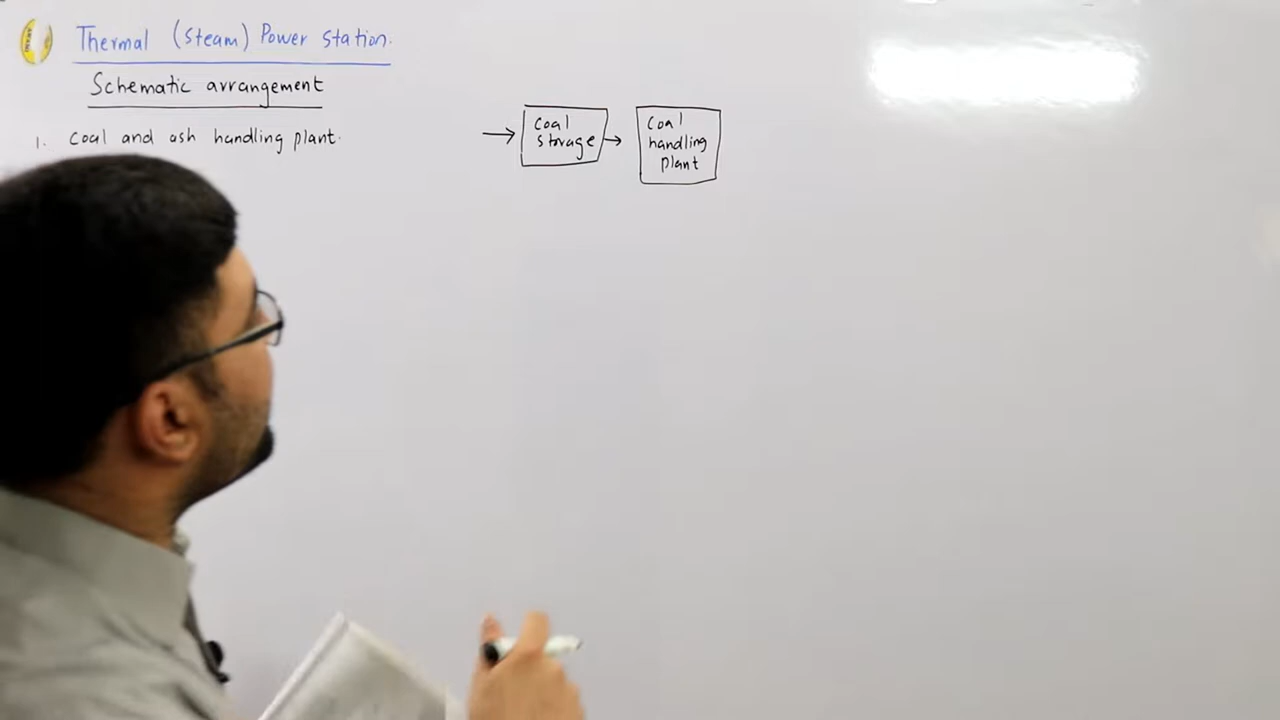 Thermal (Steam) Power Station.
Schematic arrangement
1. Coal and ash handling plant.
Coal
storage
Coal
handling
plant